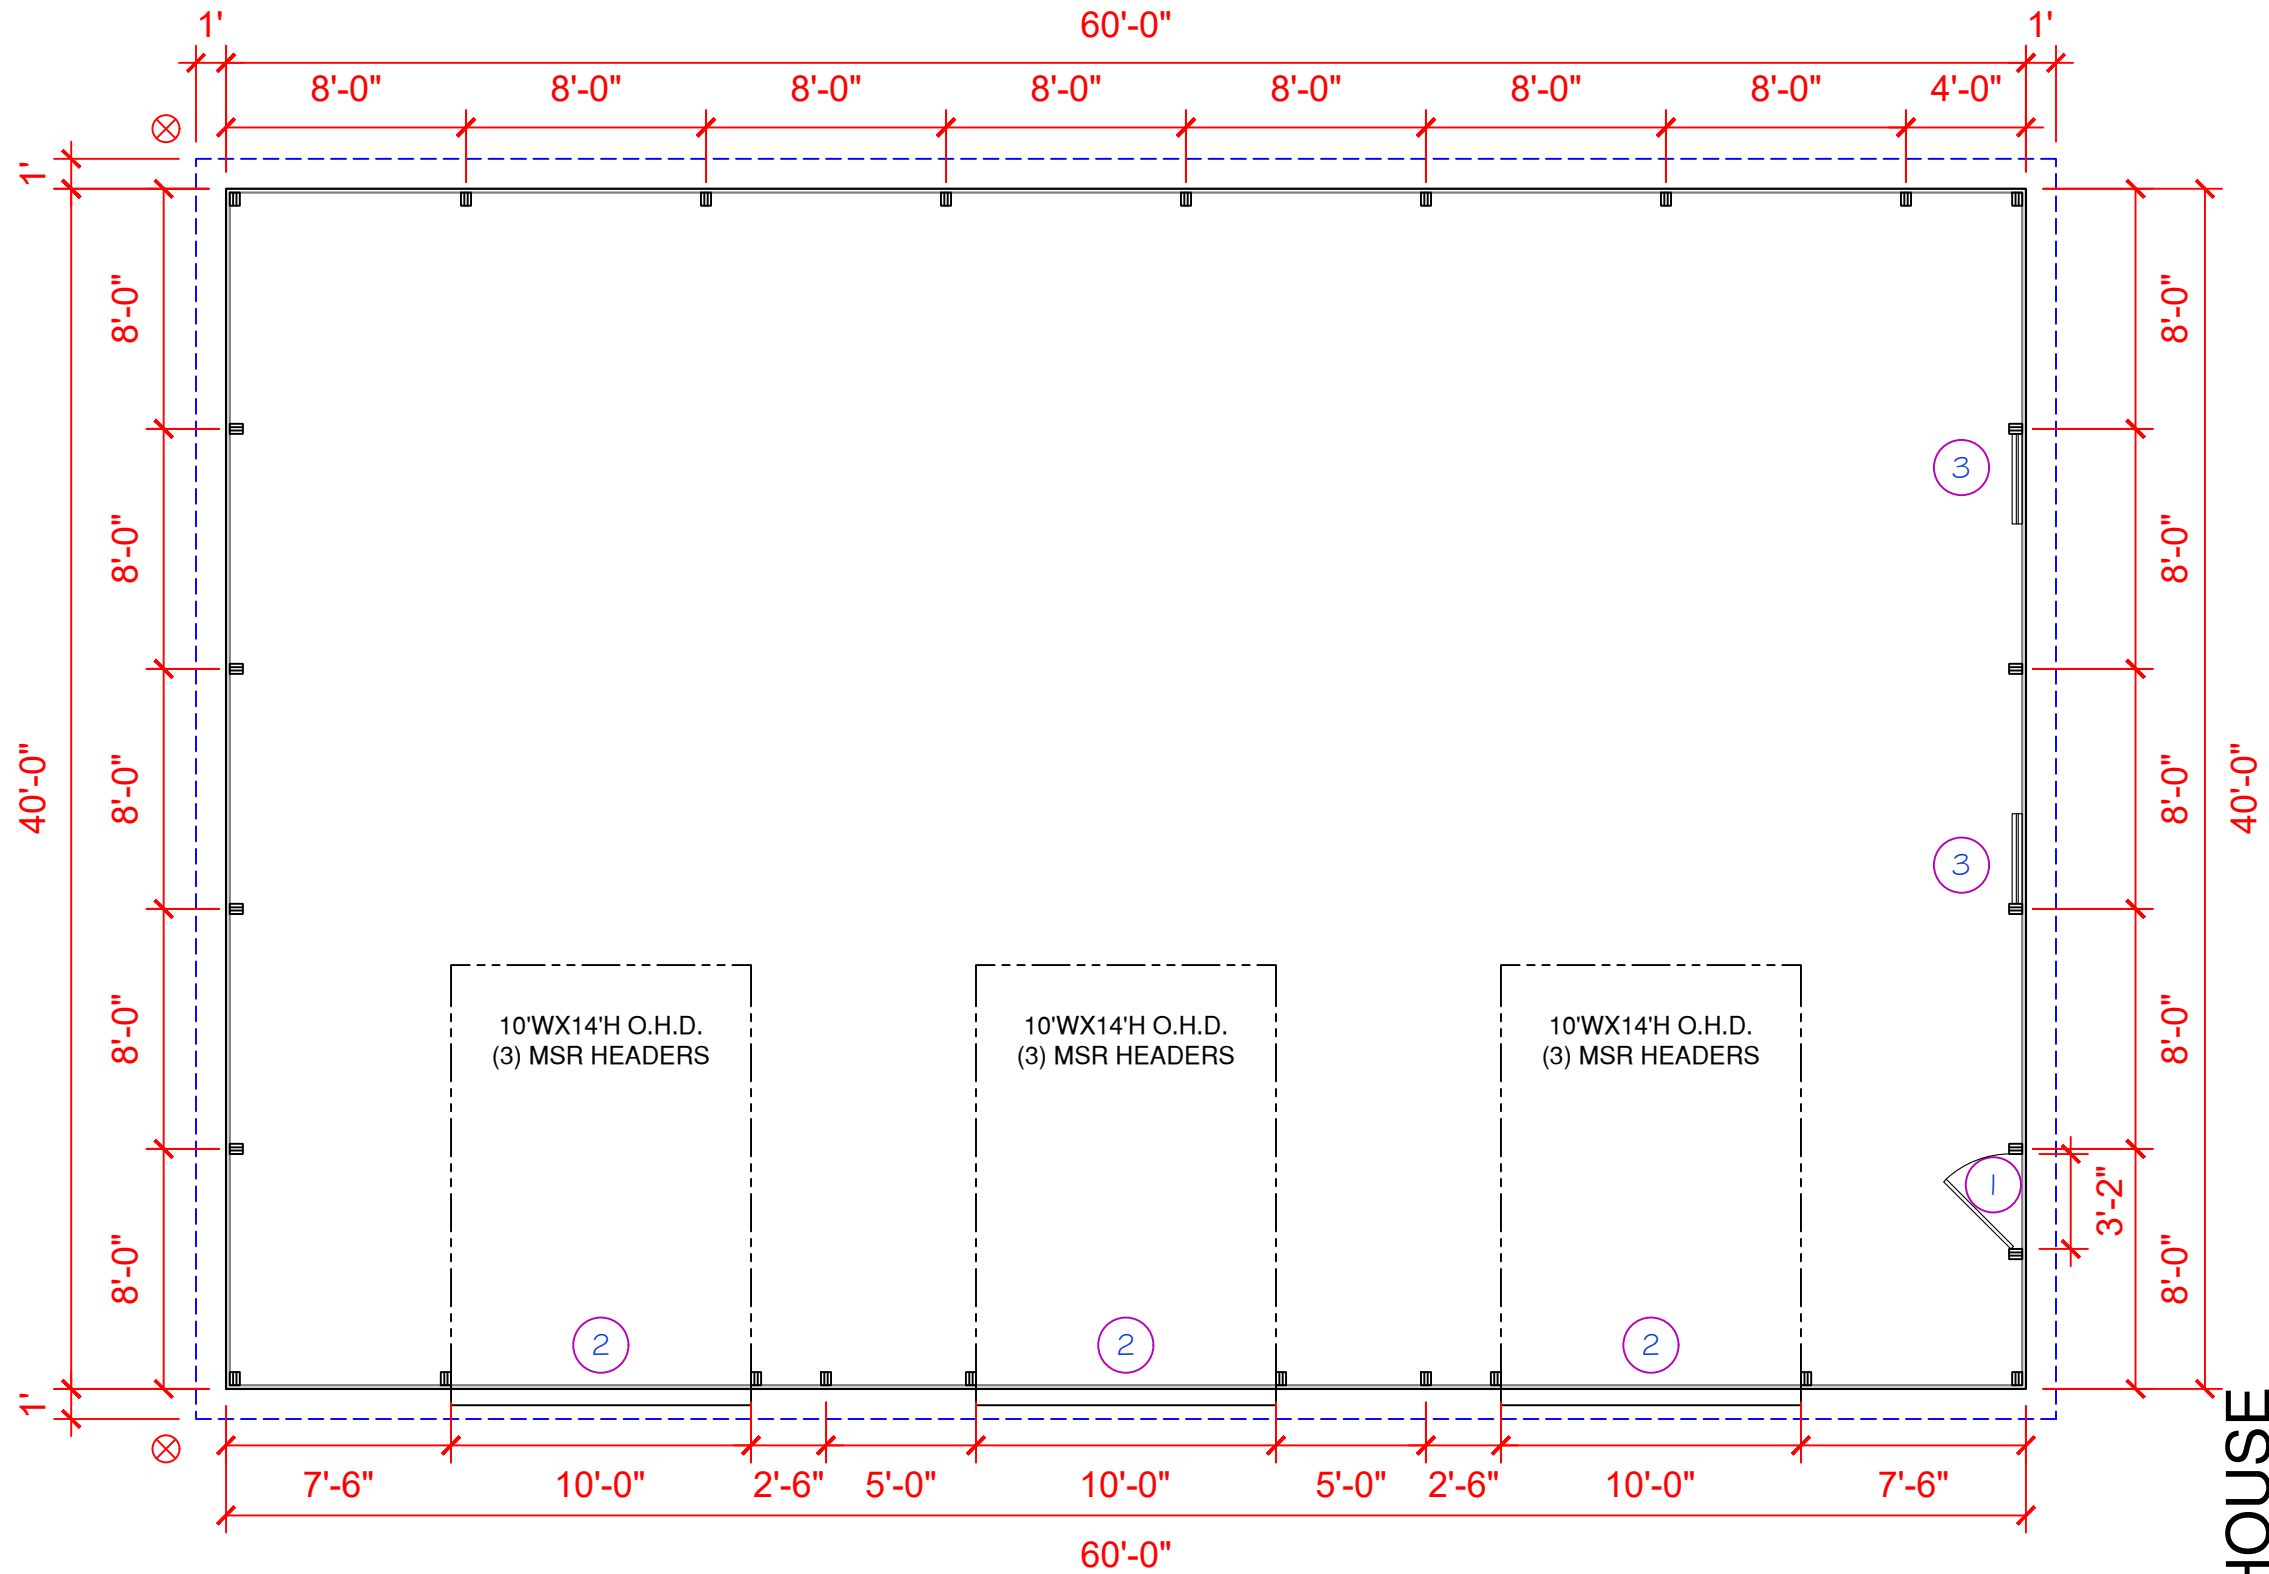 1' 60'-0" 1'
8'-0" 8'-0" 8'-0" 8'-0" 8'-0" 8'-0" 8'-0" 4'-0"
1'
8'-0"
8'-0"
3
8'-0"
8'-0"
40'-0"
8'-0"
8'-0"
40'-0"
3
10'WX14'H O.H.D.
(3) MSR HEADERS
10'WX14'H O.H.D.
(3) MSR HEADERS
10'WX14'H O.H.D.
(3) MSR HEADERS
8'-0"
8'-0"
1
3'-2"
8'-0"
8'-0"
2 2 2
1'
7'-6" 10'-0" 2'-6" 5'-0" 10'-0" 5'-0" 2'-6" 10'-0" 7'-6"
60'-0"
HOUSE